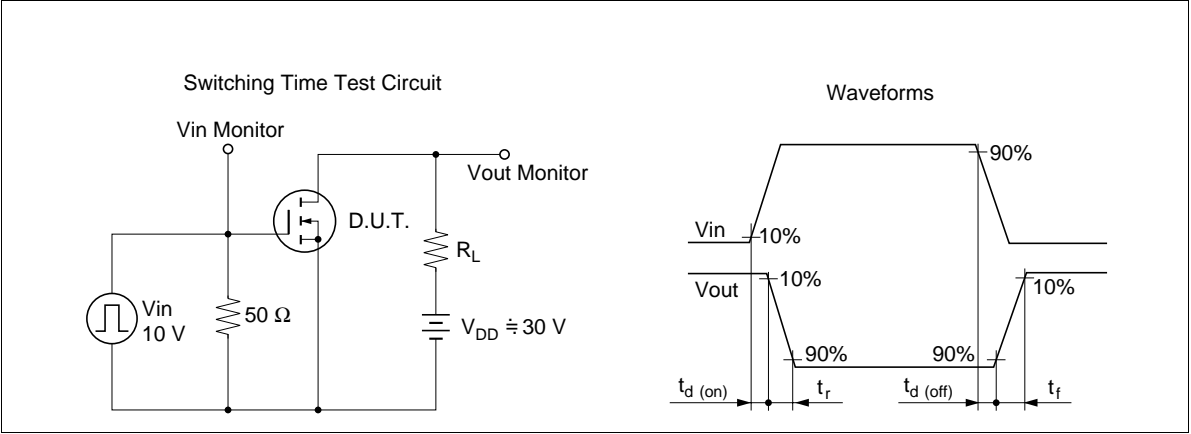 Switching Time Test Circuit
Vin Monitor
Vout Monitor
D.U.T.
R_L
Vin
10 V
50 Ω
V_DD ≒ 30 V
Waveforms
90%
Vin
10%
Vout
10%
10%
90%
90%
t_d (on)
t_r
t_d (off)
t_f